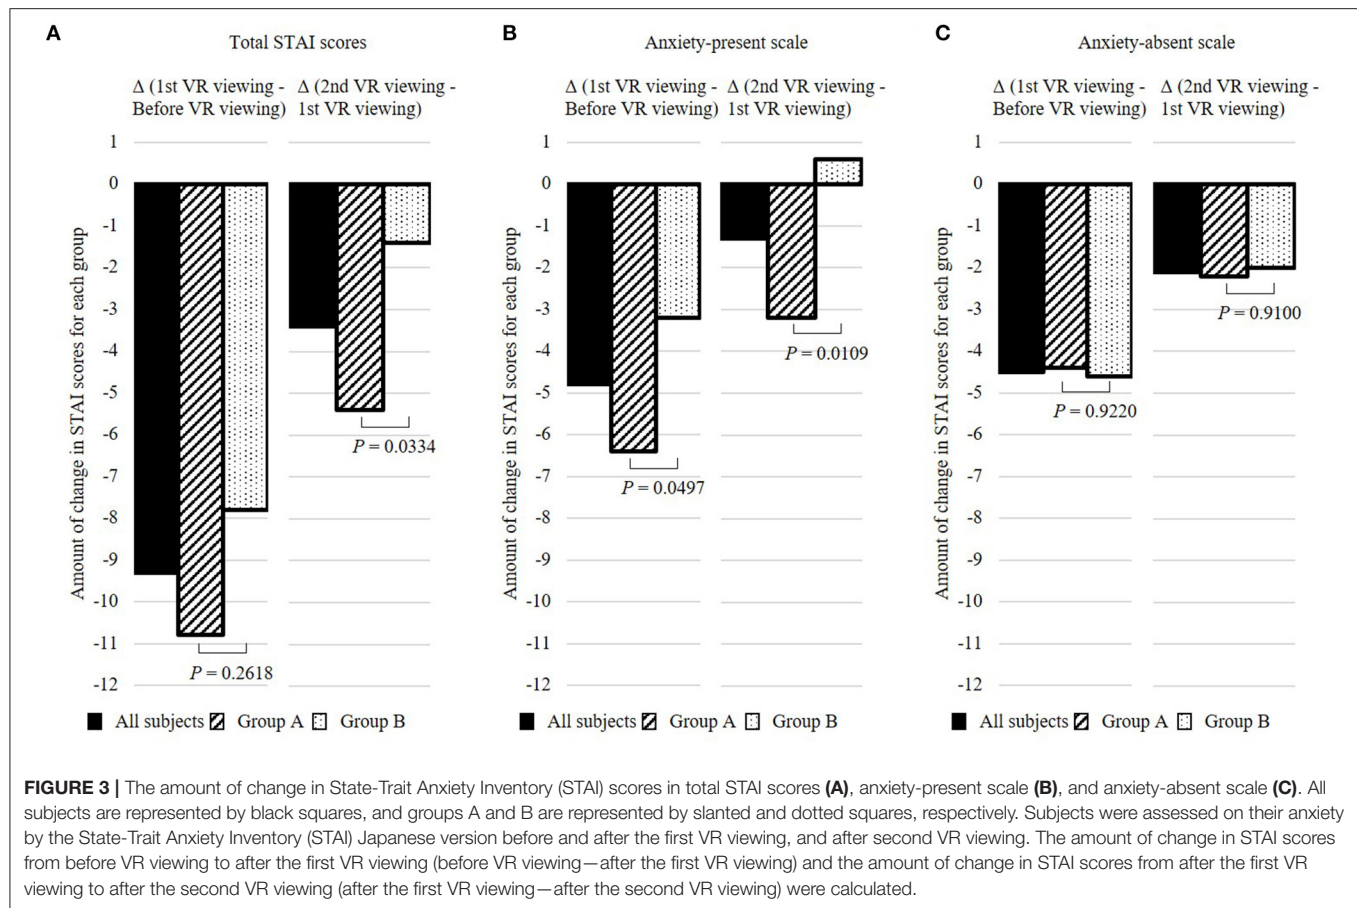 A
Total STAI scores
Δ (1st VR viewing -
Before VR viewing)
Δ (2nd VR viewing -
1st VR viewing)
Amount of change in STAI scores for each group
1
0
-1
-2
-3
-4
-5
-6
-7
-8
-9
-10
-11
-12
P = 0.2618
P = 0.0334
All subjects Group A Group B
B
Anxiety-present scale
Δ (1st VR viewing -
Before VR viewing)
Δ (2nd VR viewing -
1st VR viewing)
Amount of change in STAI scores for each group
1
0
-1
-2
-3
-4
-5
-6
-7
-8
-9
-10
-11
-12
P = 0.0497
P = 0.0109
All subjects Group A Group B
C
Anxiety-absent scale
Δ (1st VR viewing -
Before VR viewing)
Δ (2nd VR viewing -
1st VR viewing)
Amount of change in STAI scores for each group
1
0
-1
-2
-3
-4
-5
-6
-7
-8
-9
-10
-11
-12
P = 0.9220
P = 0.9100
All subjects Group A Group B
FIGURE 3 | The amount of change in State-Trait Anxiety Inventory (STAI) scores in total STAI scores (A), anxiety-present scale (B), and anxiety-absent scale (C). All
subjects are represented by black squares, and groups A and B are represented by slanted and dotted squares, respectively. Subjects were assessed on their anxiety
by the State-Trait Anxiety Inventory (STAI) Japanese version before and after the first VR viewing, and after second VR viewing. The amount of change in STAI scores
from before VR viewing to after the first VR viewing (before VR viewing—after the first VR viewing) and the amount of change in STAI scores from after the first VR
viewing to after the second VR viewing (after the first VR viewing—after the second VR viewing) were calculated.